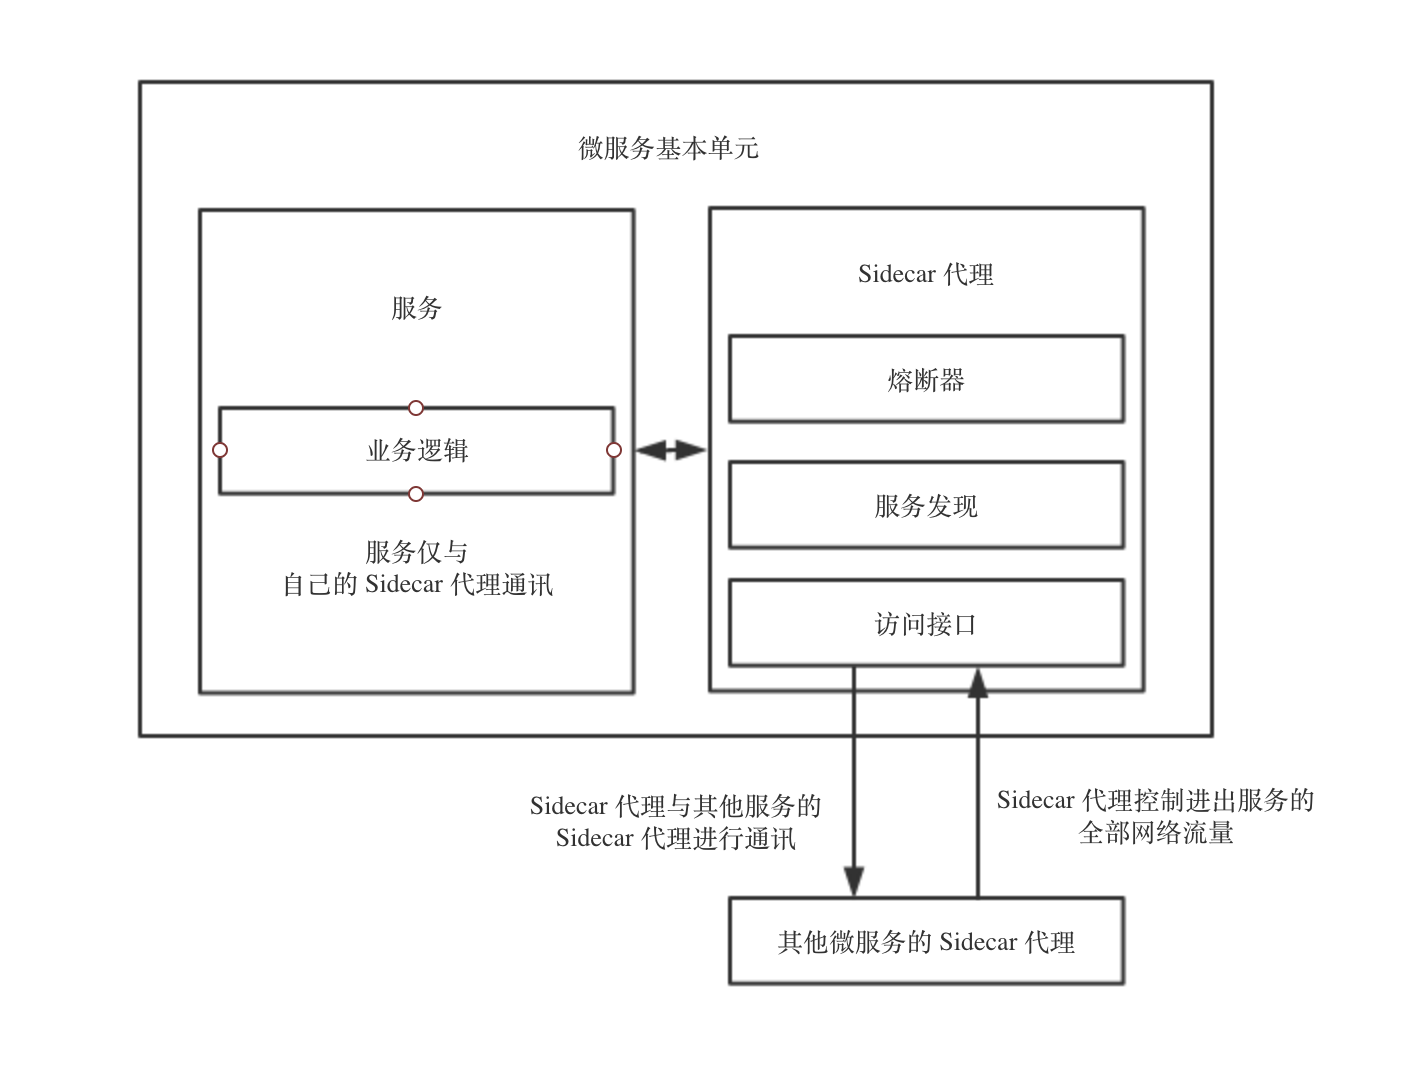 微服务基本单元
服务
业务逻辑
服务仅与
自己的 Sidecar 代理通讯
Sidecar 代理
熔断器
服务发现
访问接口
Sidecar 代理与其他服务的
Sidecar 代理进行通讯
Sidecar 代理控制进出服务的
全部网络流量
其他微服务的 Sidecar 代理